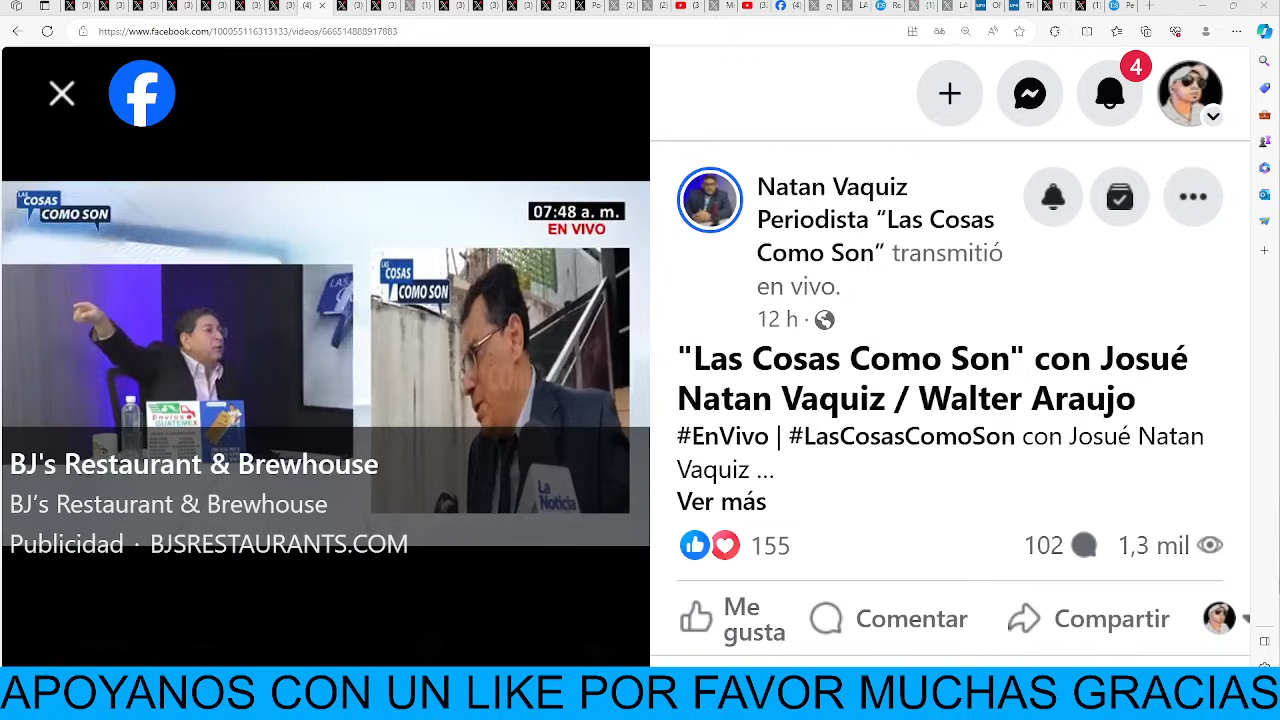 https://www.facebook.com/100055116313133/videos/666514888917883
4
LAS
COSAS
COMO SON
07:48 a. m.
EN VIVO
LAS
COSAS
COMO SON
Envios
GUATEMEX
La
Noticia
BJ's Restaurant & Brewhouse
BJ's Restaurant & Brewhouse
Publicidad · BJSRESTAURANTS.COM
Natan Vaquiz
Periodista “Las Cosas
Como Son” transmitió
en vivo.
12 h ·
"Las Cosas Como Son" con Josué
Natan Vaquiz / Walter Araujo
#EnVivo | #LasCosasComoSon con Josué Natan
Vaquiz ...
Ver más
155
102
1,3 mil
Me
gusta
Comentar
Compartir
APOYANOS CON UN LIKE POR FAVOR MUCHAS GRACIAS